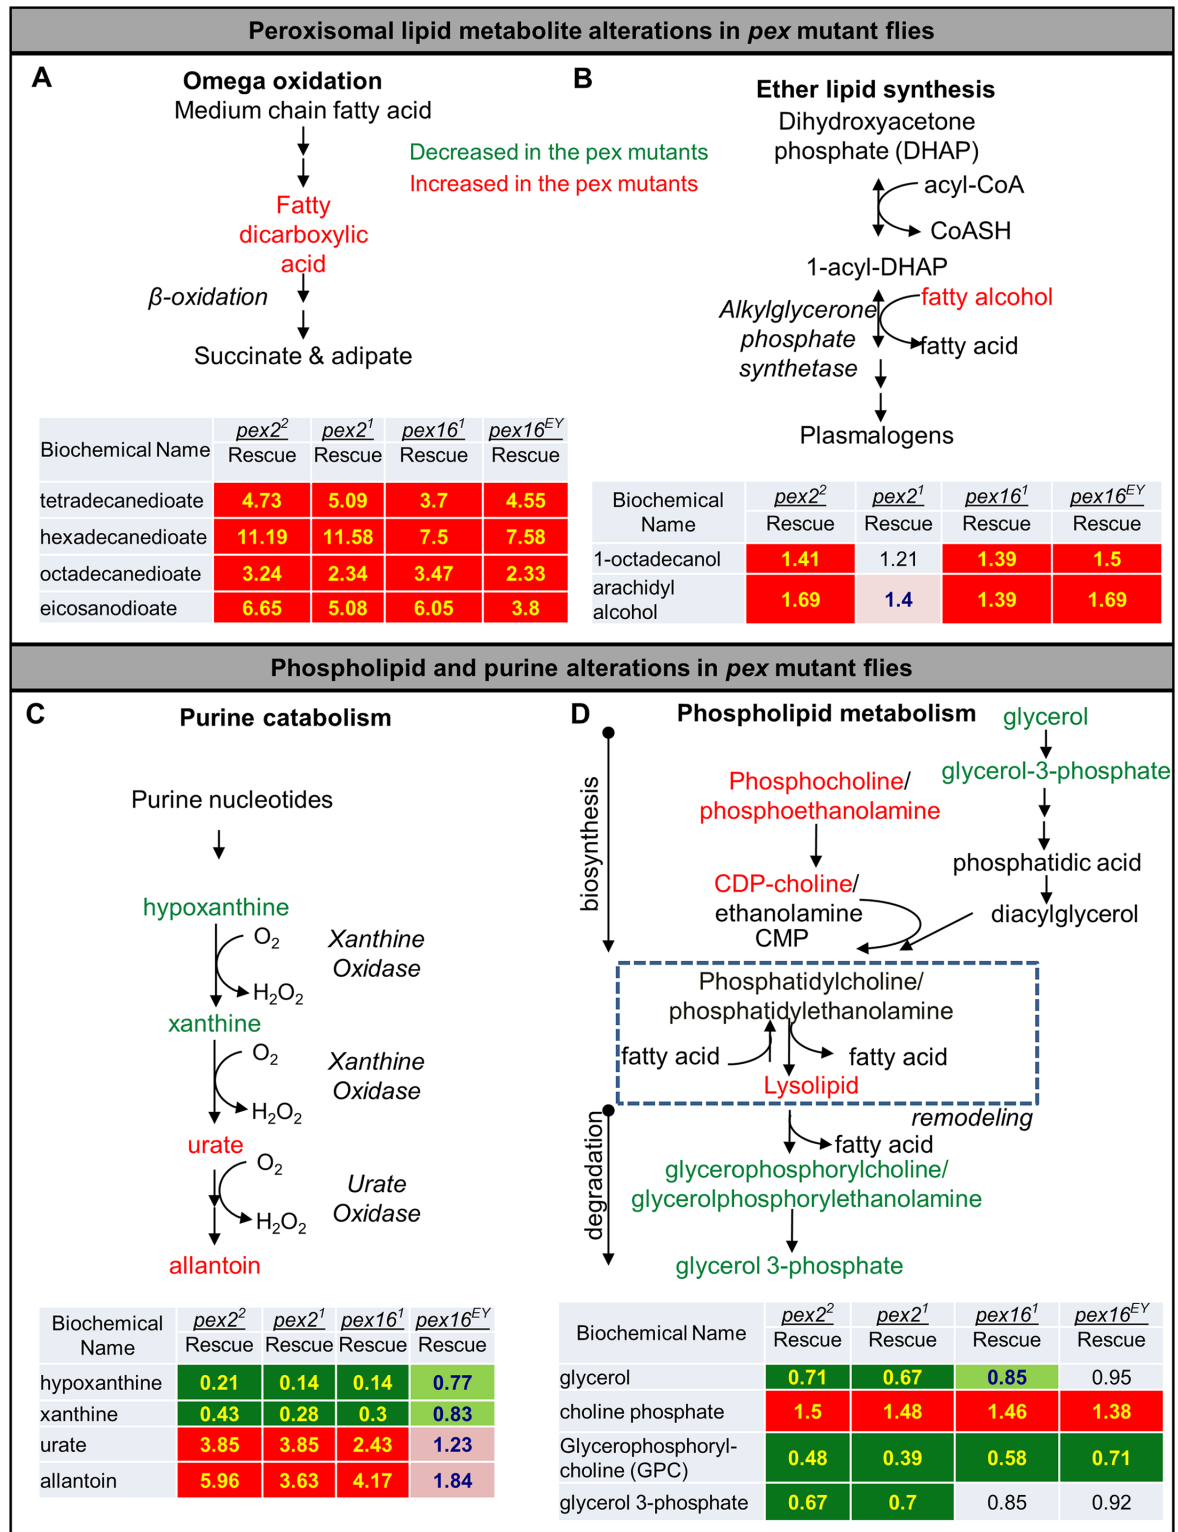 Peroxisomal lipid metabolite alterations in pex mutant flies
A
Omega oxidation
Medium chain fatty acid
Fatty
dicarboxylic
acid
β-oxidation
Succinate & adipate
Decreased in the pex mutants
Increased in the pex mutants
Biochemical Name pex2² pex2¹ pex16¹ pex16ᴱʸ
Rescue Rescue Rescue Rescue
tetradecanedioate 4.73 5.09 3.7 4.55
hexadecanedioate 11.19 11.58 7.5 7.58
octadecanedioate 3.24 2.34 3.47 2.33
eicosanodioate 6.65 5.08 6.05 3.8
B
Ether lipid synthesis
Dihydroxyacetone
phosphate (DHAP)
acyl-CoA
CoASH
1-acyl-DHAP
fatty alcohol
Alkylglycerone
phosphate
synthetase
fatty acid
Plasmalogens
Biochemical
Name
pex2² pex2¹ pex16¹ pex16ᴱʸ
Rescue Rescue Rescue Rescue
1-octadecanol 1.41 1.21 1.39 1.5
arachidyl
alcohol 1.69 1.4 1.39 1.69
Phospholipid and purine alterations in pex mutant flies
C
Purine catabolism
Purine nucleotides
hypoxanthine
O₂
Xanthine
Oxidase
H₂O₂
xanthine
O₂
Xanthine
Oxidase
H₂O₂
urate
O₂
Urate
Oxidase
H₂O₂
allantoin
Biochemical
Name
pex2² pex2¹ pex16¹ pex16ᴱʸ
Rescue Rescue Rescue Rescue
hypoxanthine 0.21 0.14 0.14 0.77
xanthine 0.43 0.28 0.3 0.83
urate 3.85 3.85 2.43 1.23
allantoin 5.96 3.63 4.17 1.84
D
Phospholipid metabolism
glycerol
glycerol-3-phosphate
phosphatidic acid
diacylglycerol
biosynthesis
Phosphocholine/
phosphoethanolamine
CDP-choline/
ethanolamine
CMP
Phosphatidylcholine/
phosphatidylethanolamine
fatty acid
fatty acid
Lysolipid
remodeling
degradation
fatty acid
glycerophosphorylcholine/
glycerolphosphorylethanolamine
glycerol 3-phosphate
Biochemical Name pex2² pex2¹ pex16¹ pex16ᴱʸ
Rescue Rescue Rescue Rescue
glycerol 0.71 0.67 0.85 0.95
choline phosphate 1.5 1.48 1.46 1.38
Glycerophosphoryl-
choline (GPC) 0.48 0.39 0.58 0.71
glycerol 3-phosphate 0.67 0.7 0.85 0.92